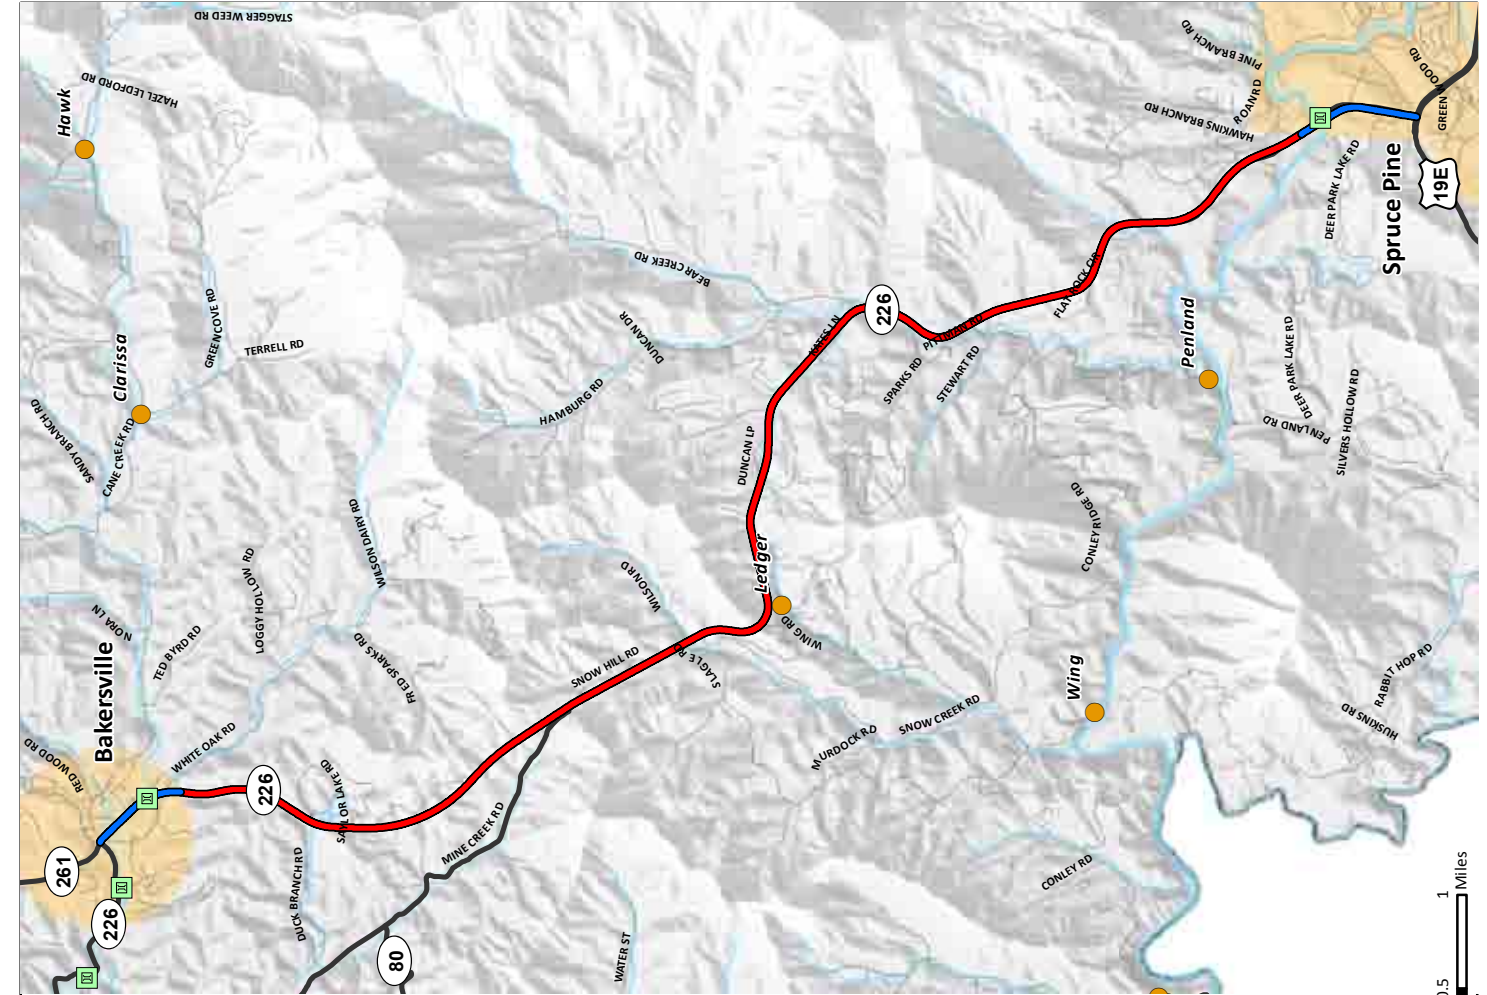 STAGGER WEED RD
HAZEL LEDFORD RD
Hawk
PINE BRANCH RD
ROAN RD
HAWKINS BRANCH RD
GREENWOOD RD
GREEN
DEER PARK LAKE RD
19E
Spruce Pine
BEAR CREEK RD
FLAT ROCK CIR
226
KATES LN
PITTMAN RD
SPARKS RD
STEWART RD
DUNCAN DR
HAMBURG RD
GREENCOVE RD
TERRELL RD
Clarissa
SANDY BRANCH RD
CANE CREEK RD
Penland
DEER PARK LAKE RD
PENLAND RD
SILVERS HOLLOW RD
DUNCAN LP
WILSON DAIRY RD
CONLEY RIDGE RD
Ledger
WILSON RD
WING RD
LOGGY HOLLOW RD
NORA LN
TED BYRD RD
FRED SPARKS RD
SNOW HILL RD
SLAGLE RD
Bakersville
RED WOOD RD
WHITE OAK RD
Wing
SNOW CREEK RD
MURDOCK RD
RABBIT HOP RD
HUSKINS RD
226
SAYLOR LAKE RD
MINE CREEK RD
261
226
DUCK BRANCH RD
80
WATER ST
CONLEY RD
1
Miles
0.5